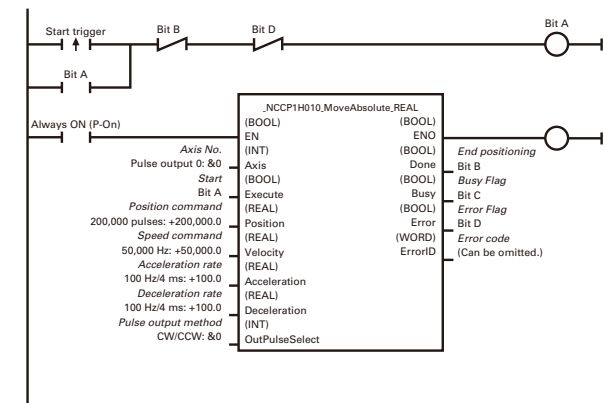 Start trigger
Bit B
Bit D
Bit A
Bit A
Always ON (P-On)
_NCCP1H010_MoveAbsolute_REAL
(BOOL)
(BOOL)
EN
ENO
Axis No.
(INT)
(BOOL)
End positioning
Pulse output 0: &0
Axis
Done
Bit B
Start
(BOOL)
(BOOL)
Busy Flag
Bit A
Execute
Busy
Bit C
Position command
(REAL)
(BOOL)
Error Flag
200,000 pulses: +200,000.0
Position
Error
Bit D
Speed command
(REAL)
(WORD)
Error code
50,000 Hz: +50,000.0
Velocity
ErrorID
(Can be omitted.)
Acceleration rate
(REAL)
100 Hz/4 ms: +100.0
Acceleration
Deceleration rate
(REAL)
100 Hz/4 ms: +100.0
Deceleration
Pulse output method
(INT)
CW/CCW: &0
OutPulseSelect